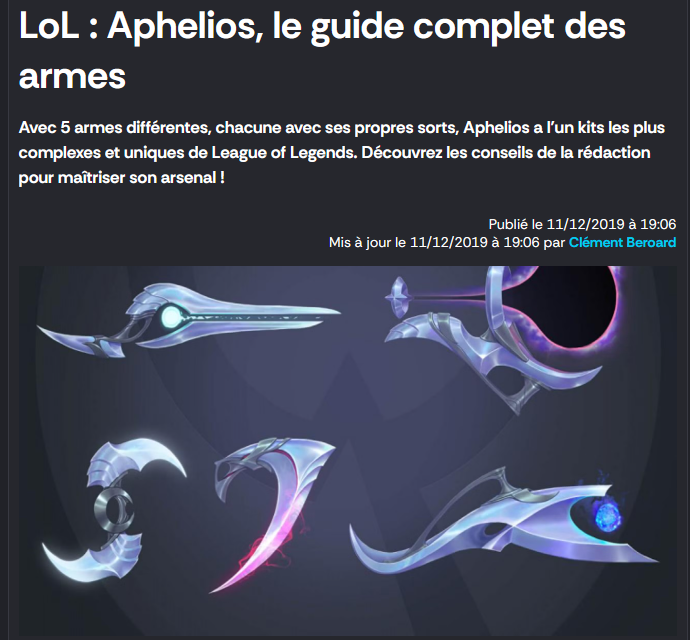 LoL : Aphelios, le guide complet des
armes
Avec 5 armes différentes, chacune avec ses propres sorts, Aphelios a l'un kits les plus
complexes et uniques de League of Legends. Découvrez les conseils de la rédaction
pour maîtriser son arsenal !
Publié le 11/12/2019 à 19:06
Mis à jour le 11/12/2019 à 19:06 par Clément Beroard